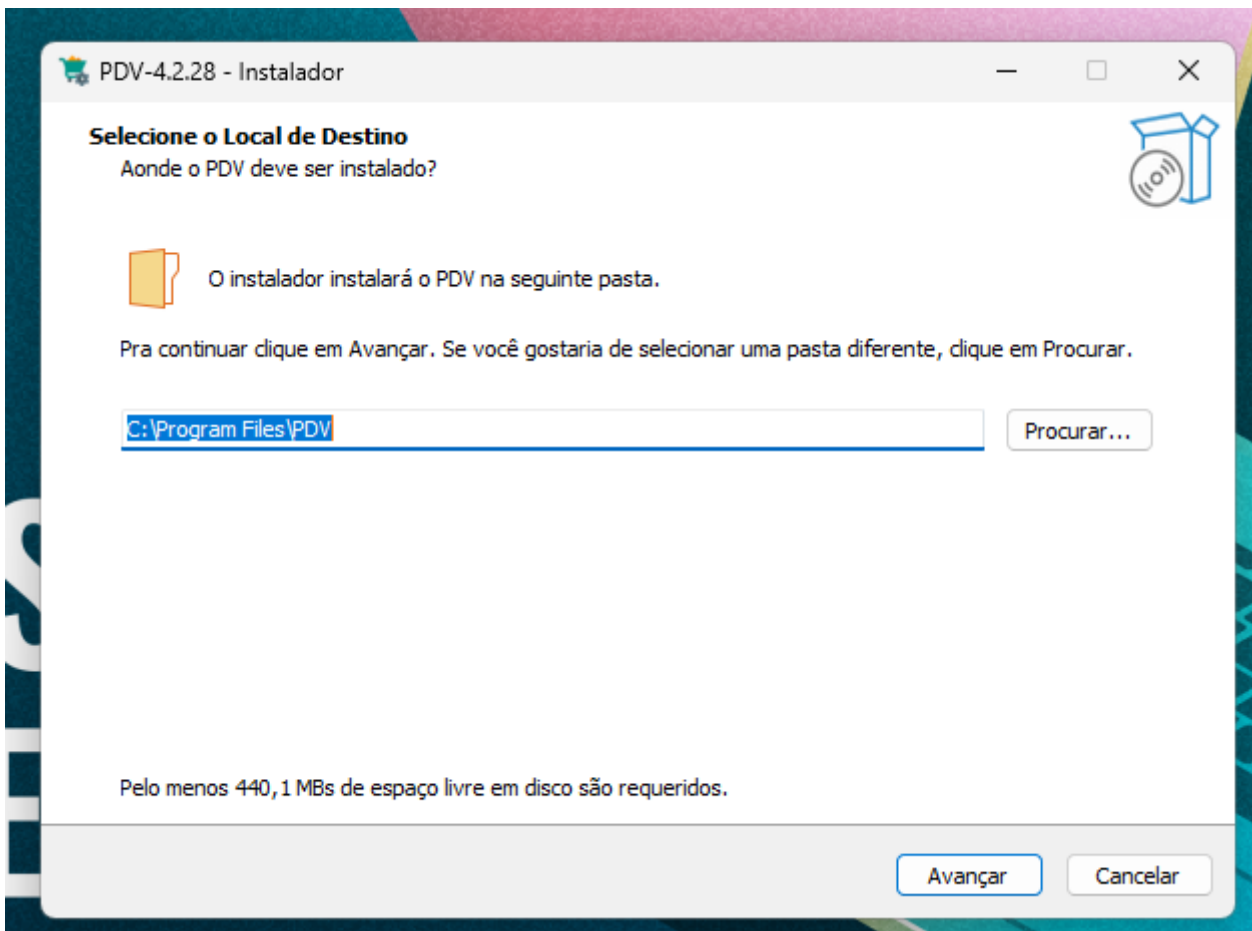 PDV-4.2.28 - Instalador
Selecione o Local de Destino
Aonde o PDV deve ser instalado?
O instalador instalará o PDV na seguinte pasta.
Pra continuar clique em Avançar. Se você gostaria de selecionar uma pasta diferente, clique em Procurar.
C:\Program Files\PDV
Procurar...
Pelo menos 440,1 MBs de espaço livre em disco são requeridos.
Avançar
Cancelar